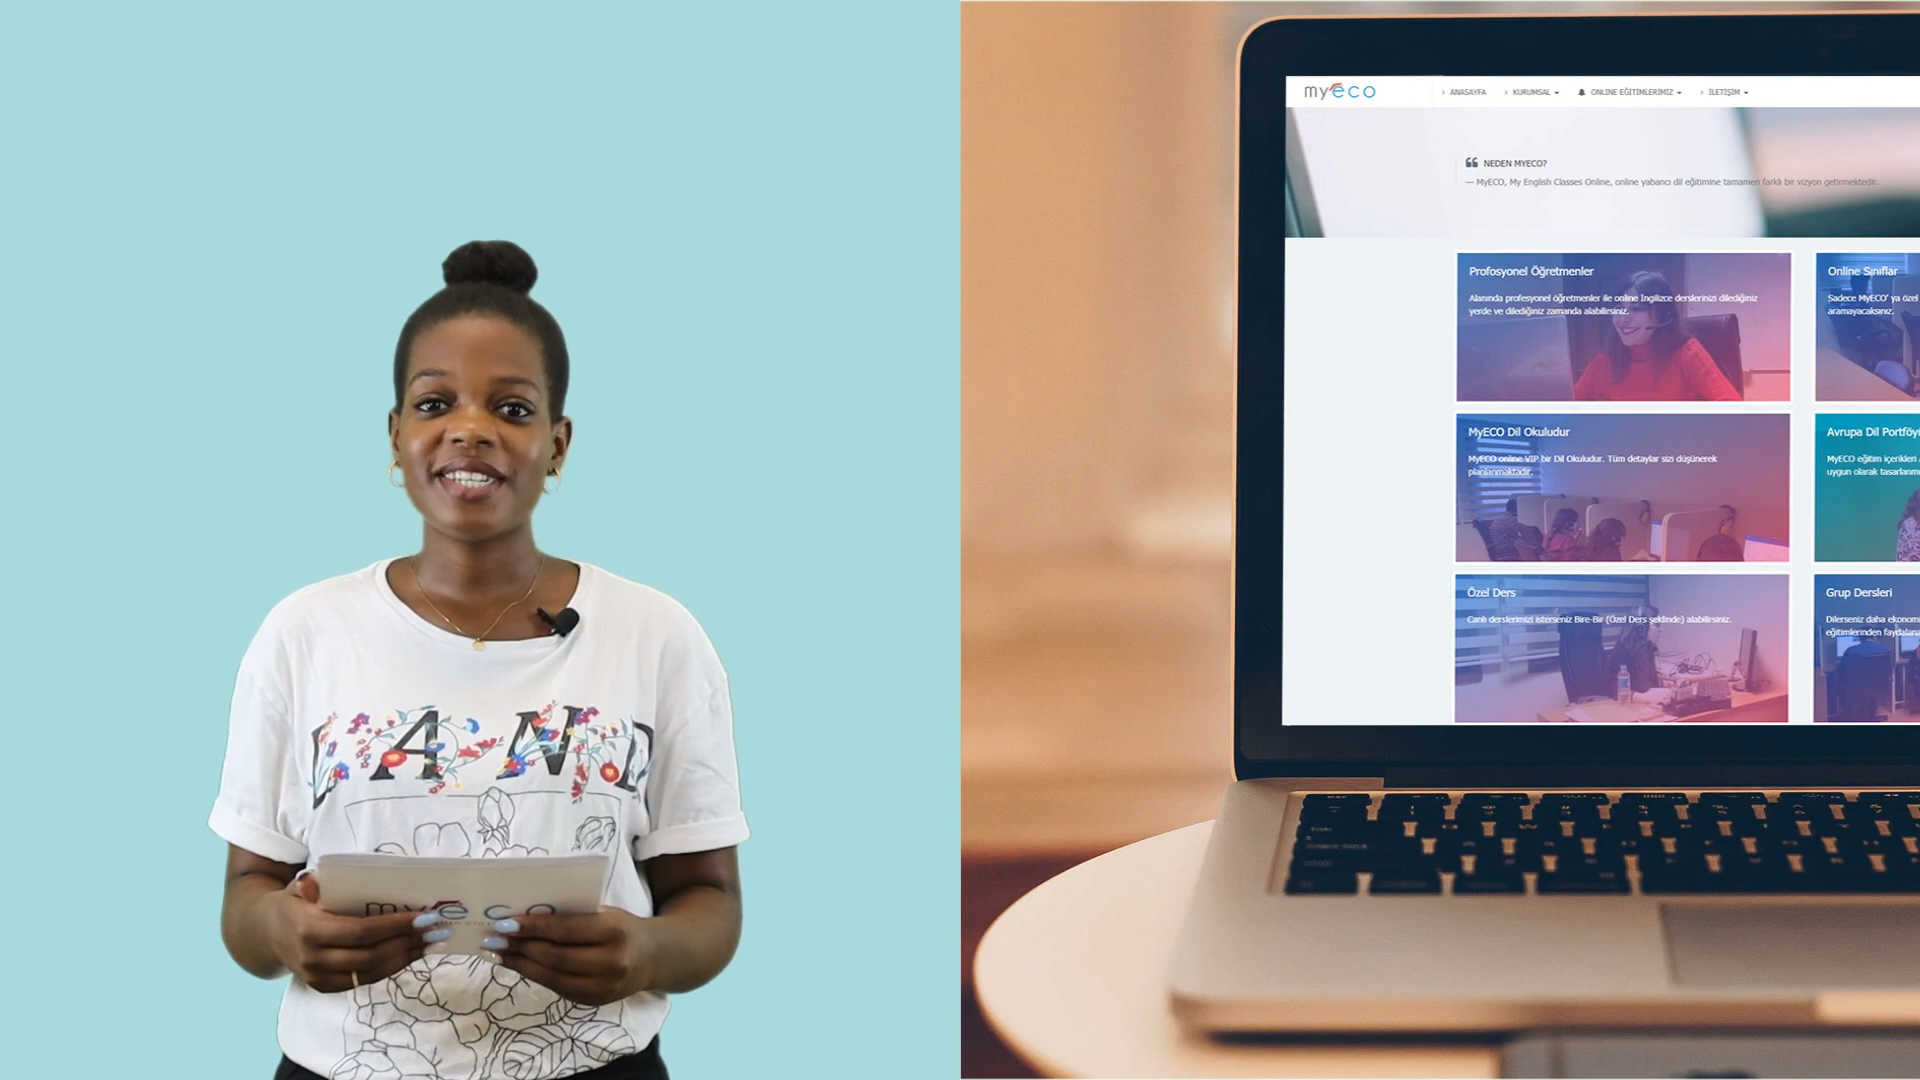 LAND
myeco
myeco
ANASAYFA
KURUMSAL
ONLINE EĞİTİMLERİMİZ
İLETİŞİM
NEDEN MYECO?
— MyECO, My English Classes Online, online yabancı dil eğitimine tamamen farklı bir vizyon getirmektedir.
Profosyonel Öğretmenler
Alanında profesyonel öğretmenler ile online İngilizce derslerinizi dilediğiniz
yerde ve dilediğiniz zamanda alabilirsiniz.
Online Sınıflar
Sadece MyECO' ya özel
aramayacaksınız.
MyECO Dil Okuludur
MyECO online VIP bir Dil Okuludur. Tüm detaylar sizi düşünerek
planlanmaktadır.
Avrupa Dil Portföyü
MyECO eğitim içerikleri
uygun olarak tasarlanm
Özel Ders
Canlı derslerimizi isterseniz Bire-Bir (Özel Ders şeklinde) alabilirsiniz.
Grup Dersleri
Dilerseniz daha ekonomi
eğitimlerinden faydalana